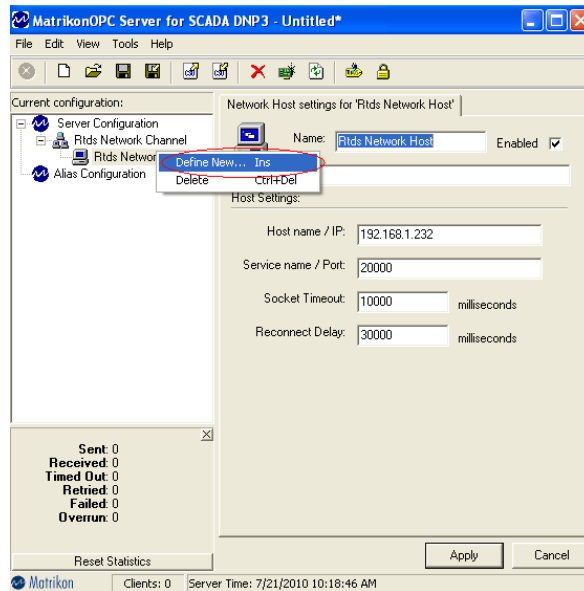 MatrikonOPC Server for SCADA DNP3 - Untitled*
File Edit View Tools Help
Current configuration:
Server Configuration
Rtds Network Channel
Rtds Networ
Alias Configuration
Define New... Ins
Delete Ctrl+Del
Network Host settings for 'Rtds Network Host'
Name: Rtds Network Host Enabled
Host Settings:
Host name / IP: 192.168.1.232
Service name / Port: 20000
Socket Timeout: 10000 milliseconds
Reconnect Delay: 30000 milliseconds
Sent: 0
Received: 0
Timed Out: 0
Retried: 0
Failed: 0
Overrun: 0
Reset Statistics
Apply Cancel
Matrikon Clients: 0 Server Time: 7/21/2010 10:18:46 AM